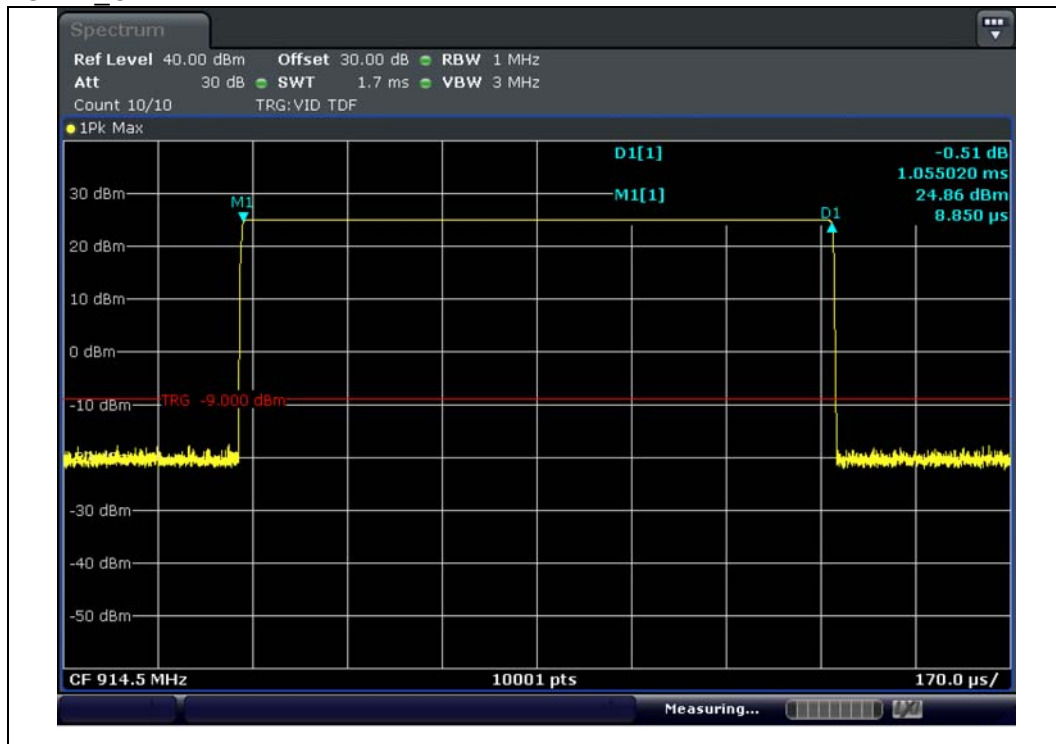 Spectrum
Ref Level 40.00 dBm Offset 30.00 dB RBW 1 MHz
Att 30 dB SWT 1.7 ms VBW 3 MHz
Count 10/10 TRG:VID TDF
1Pk Max
D1[1] -0.51 dB
1.055020 ms
30 dBm M1[1] 24.86 dBm
M1 D1 8.850 µs
20 dBm
10 dBm
0 dBm
-10 dBm TRG -9.000 dBm
-30 dBm
-40 dBm
-50 dBm
CF 914.5 MHz 10001 pts 170.0 µs/
Measuring...